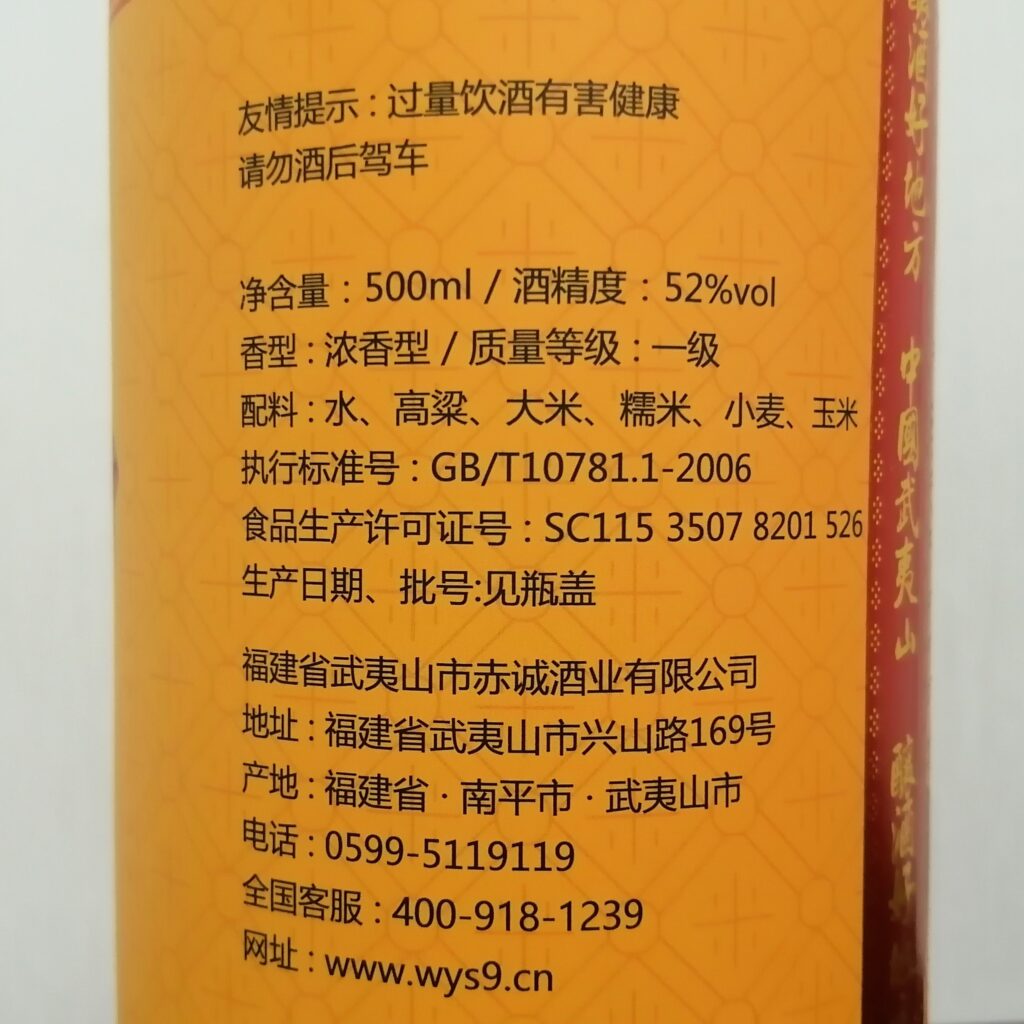 友情提示：过量饮酒有害健康
请勿酒后驾车
净含量：500ml / 酒精度：52%vol
香型：浓香型 / 质量等级：一级
配料：水、高粱、大米、糯米、小麦、玉米
执行标准号：GB/T10781.1-2006
食品生产许可证号：SC115 3507 8201 526
生产日期、批号:见瓶盖
福建省武夷山市赤诚酒业有限公司
地址：福建省武夷山市兴山路169号
产地：福建省·南平市·武夷山市
电话：0599-5119119
全国客服：400-918-1239
网址：www.wys9.cn
酒好地方 中國武夷山 釀酒好